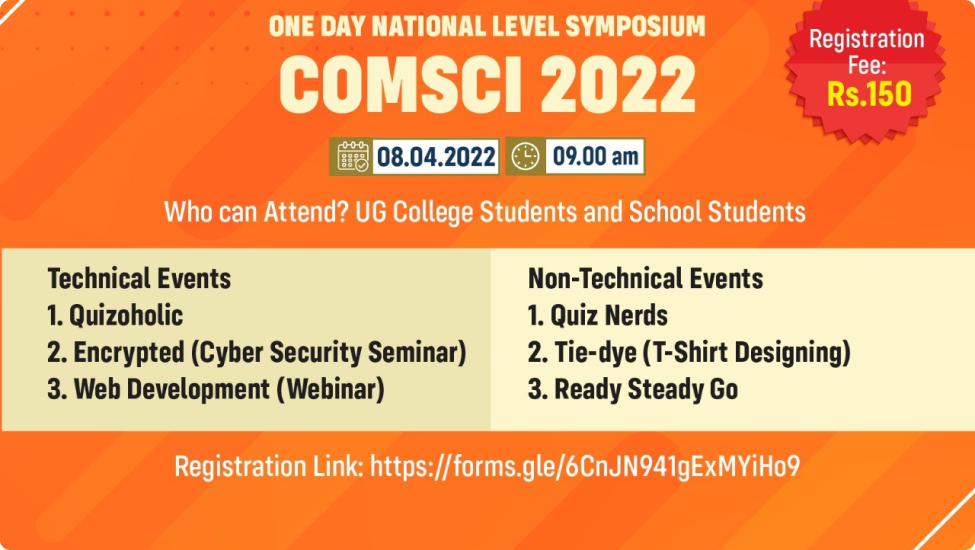 ONE DAY NATIONAL LEVEL SYMPOSIUM
COMSCI 2022
Registration
Fee:
Rs.150
08.04.2022
09.00 am
Who can Attend? UG College Students and School Students
Technical Events
1. Quizoholic
2. Encrypted (Cyber Security Seminar)
3. Web Development (Webinar)
Non-Technical Events
1. Quiz Nerds
2. Tie-dye (T-Shirt Designing)
3. Ready Steady Go
Registration Link: https://forms.gle/6CnJN941gExMYiHo9